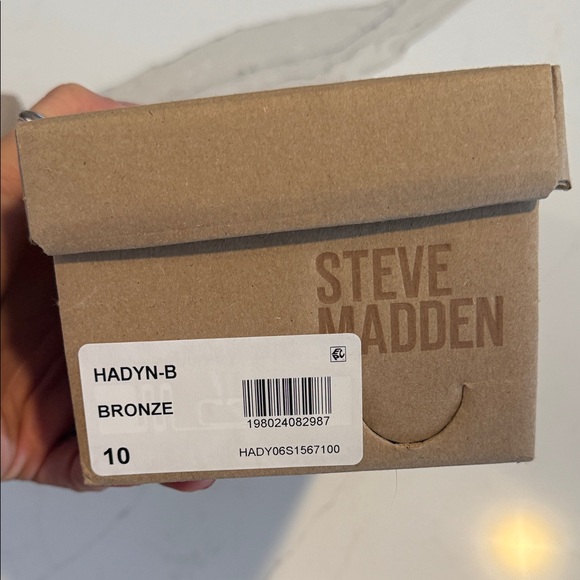 STEVE
MADDEN
HADYN-B
BRONZE
198024082987
10
HADY06S1567100